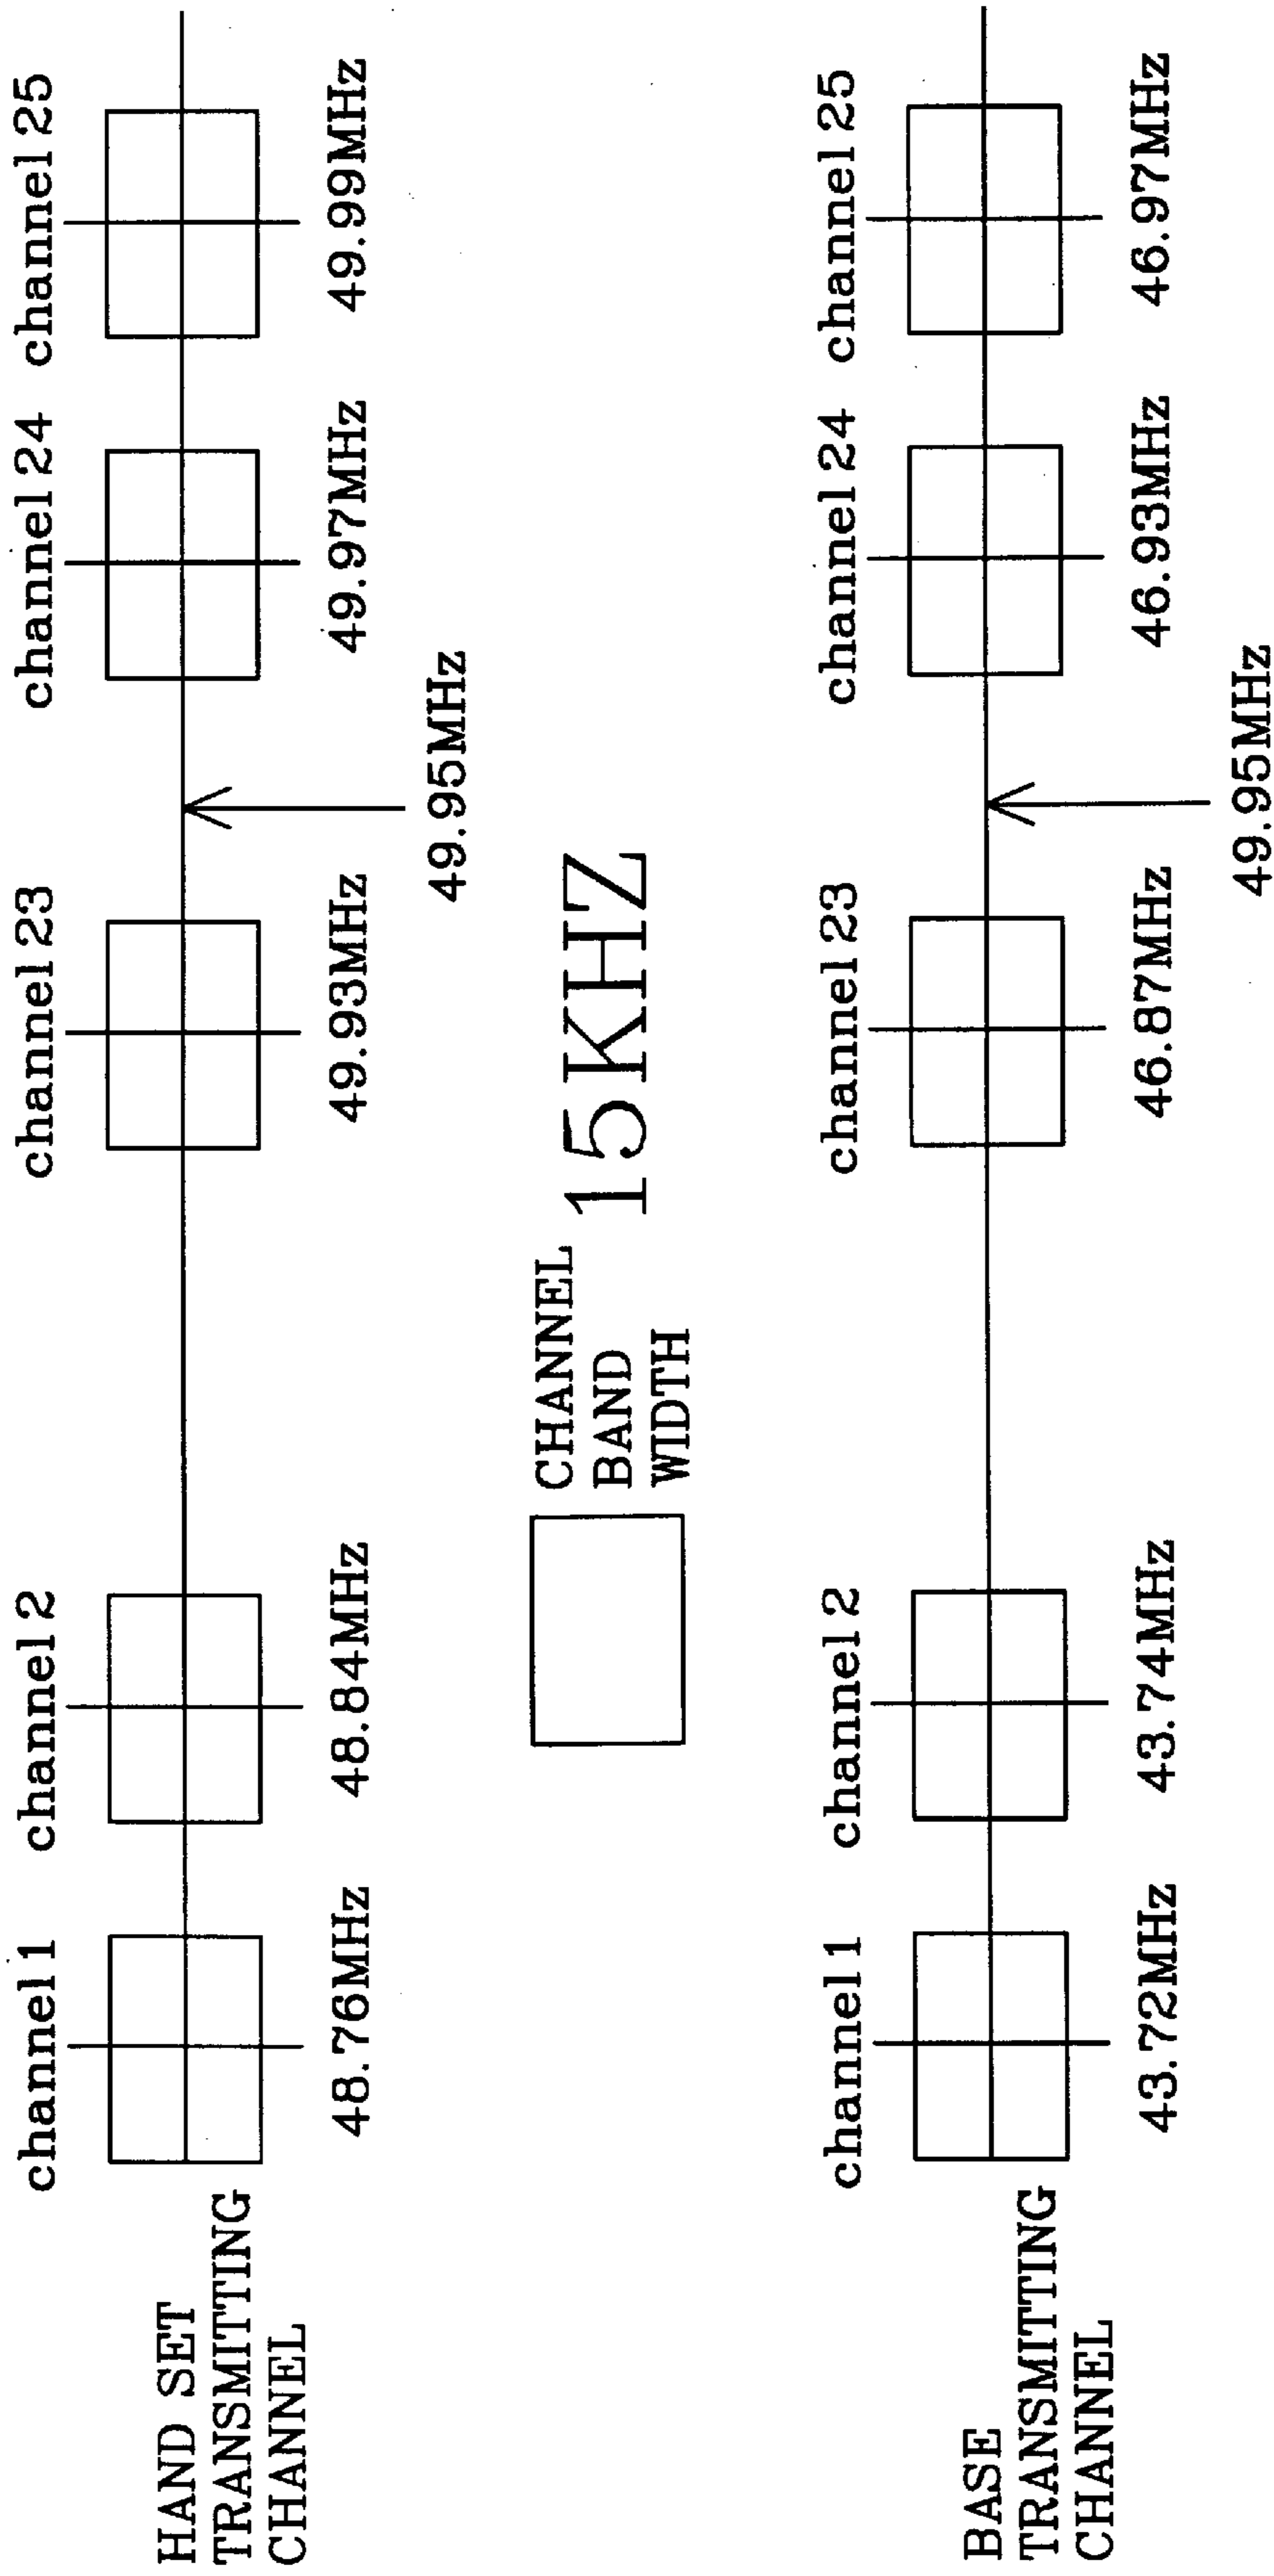 channel 1 channel 2 channel 23 channel 24 channel 25
HAND SET
TRANSMITTING
CHANNEL
48.76MHz 48.84MHz 49.93MHz 49.97MHz 49.99MHz
49.95MHz
CHANNEL
BAND
WIDTH
15KHZ
channel 1 channel 2 channel 23 channel 24 channel 25
BASE
TRANSMITTING
CHANNEL
43.72MHz 43.74MHz 46.87MHz 46.93MHz 46.97MHz
49.95MHz